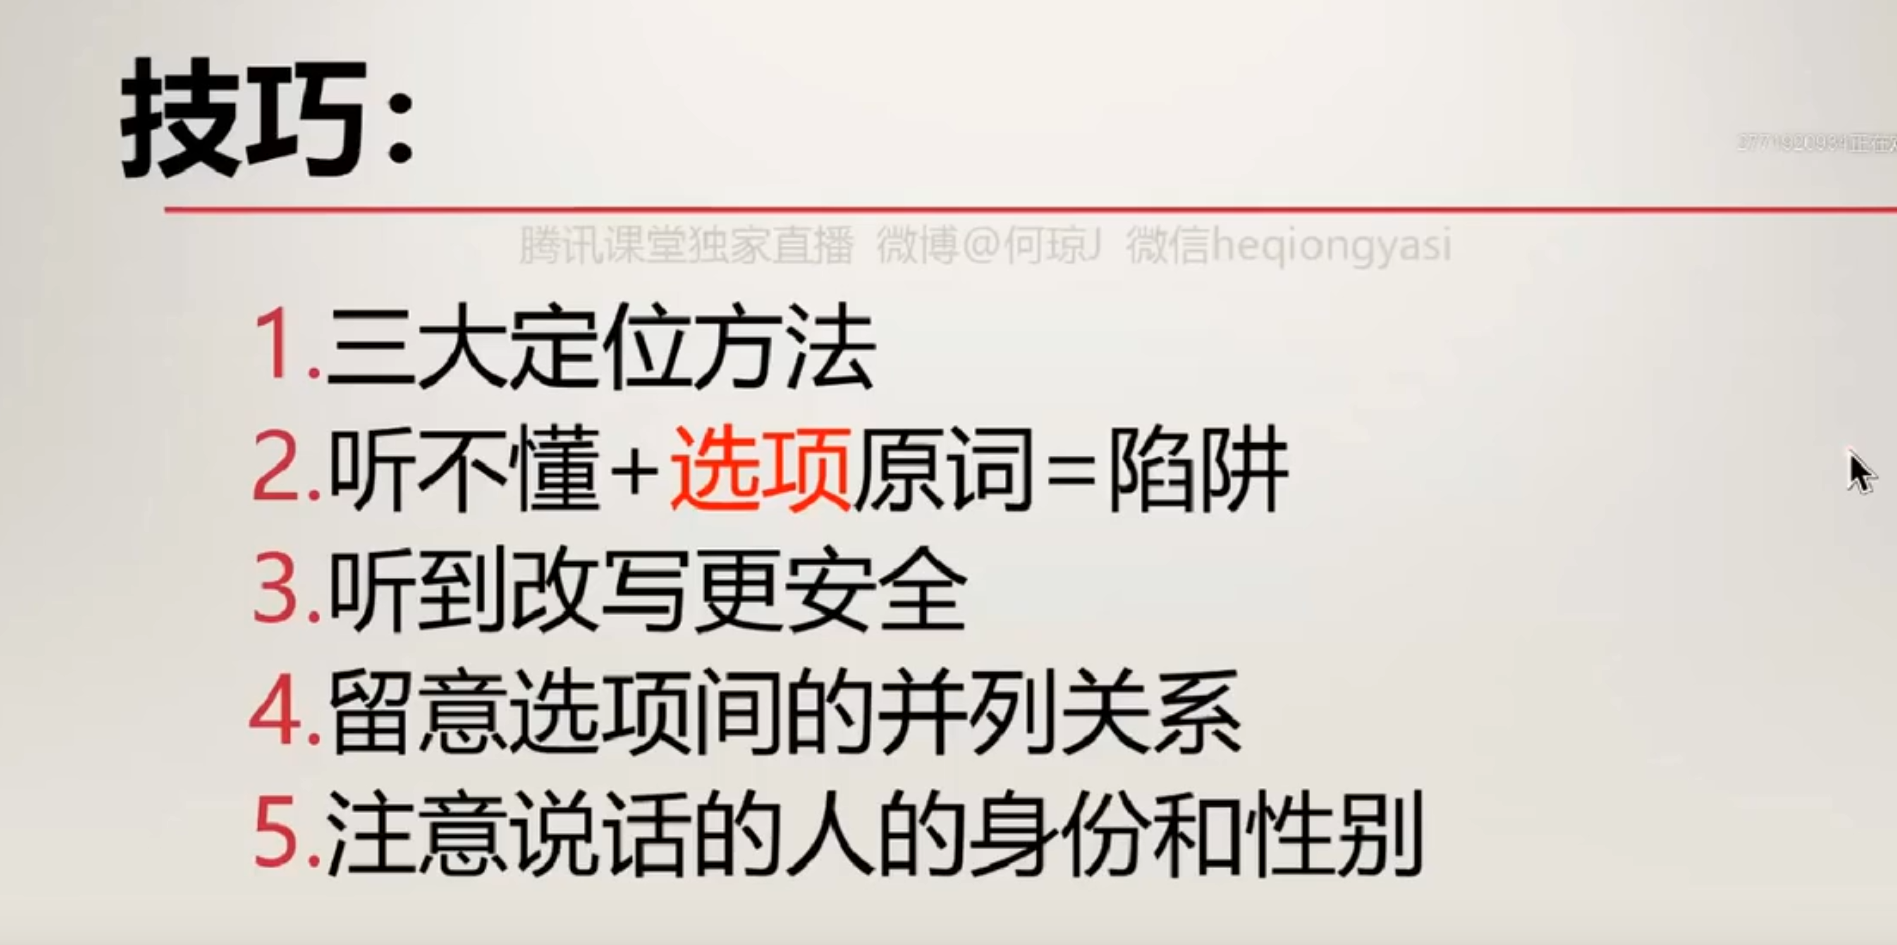 技巧：
正在
腾讯课堂独家直播 微博@何琼J 微信heqiongyasi
1.三大定位方法
2.听不懂+选项原词=陷阱
3.听到改写更安全
4.留意选项间的并列关系
5.注意说话的人的身份和性别